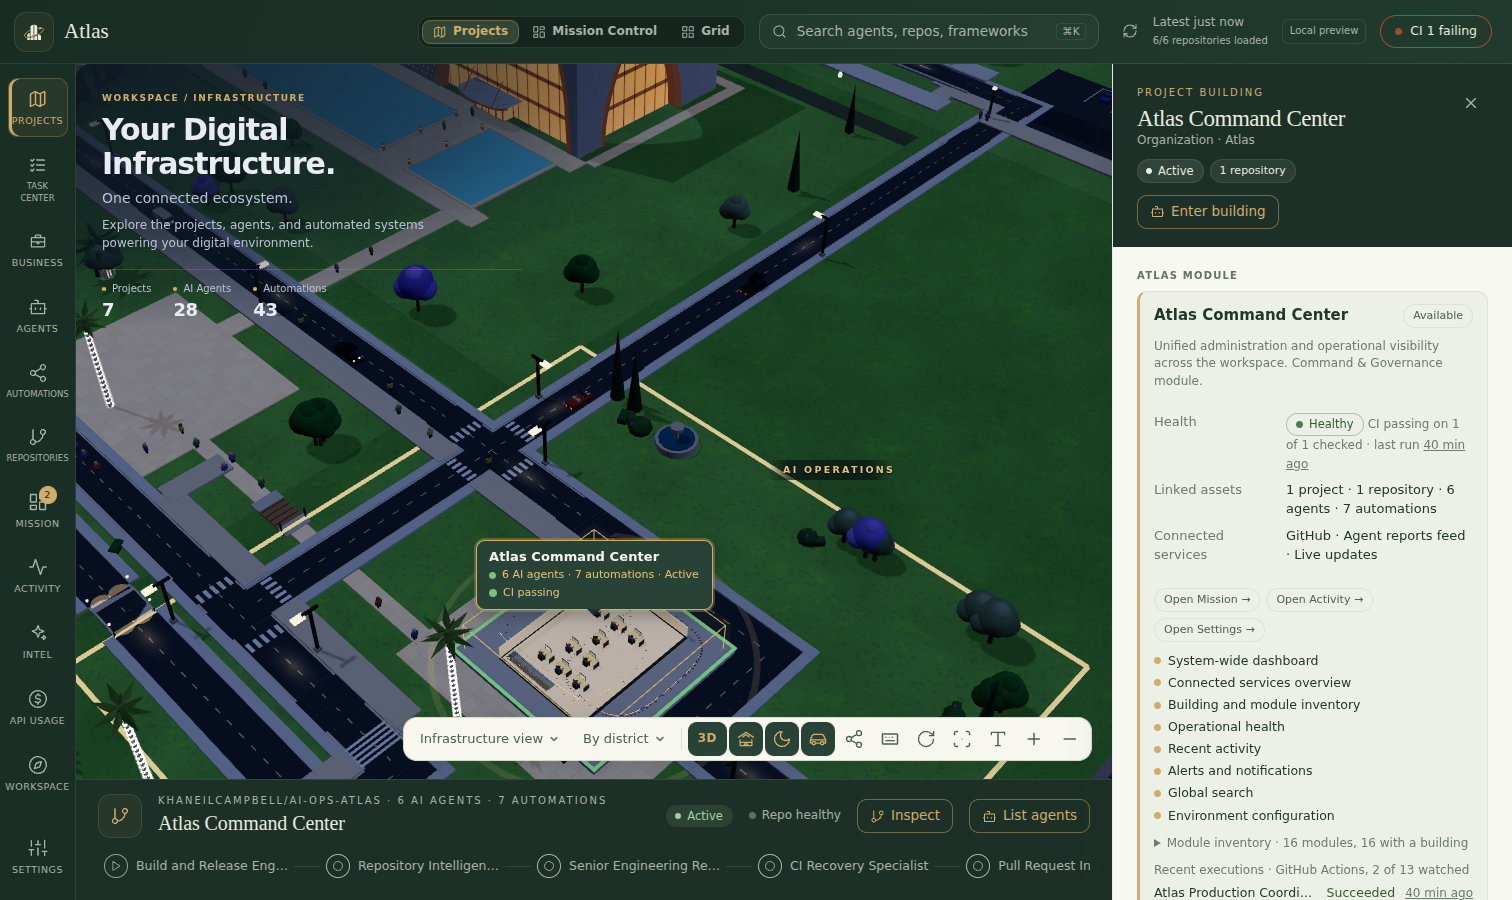 Atlas
Projects
Mission Control
Grid
Search agents, repos, frameworks
⌘K
Latest just now
6/6 repositories loaded
Local preview
CI 1 failing
PROJECTS
TASK CENTER
BUSINESS
AGENTS
AUTOMATIONS
REPOSITORIES
2
MISSION
ACTIVITY
INTEL
API USAGE
WORKSPACE
SETTINGS
WORKSPACE / INFRASTRUCTURE
Your Digital
Infrastructure.
One connected ecosystem.
Explore the projects, agents, and automated systems
powering your digital environment.
Projects
AI Agents
Automations
7
28
43
AI OPERATIONS
Atlas Command Center
6 AI agents · 7 automations · Active
CI passing
Infrastructure view
By district
3D
KHANEILCAMPBELL/AI-OPS-ATLAS · 6 AI AGENTS · 7 AUTOMATIONS
Atlas Command Center
Active
Repo healthy
Inspect
List agents
Build and Release Eng…
Repository Intelligen…
Senior Engineering Re…
CI Recovery Specialist
Pull Request In
PROJECT BUILDING
Atlas Command Center
Organization · Atlas
Active
1 repository
Enter building
ATLAS MODULE
Atlas Command Center
Available
Unified administration and operational visibility
across the workspace. Command & Governance
module.
Health
Healthy CI passing on 1
of 1 checked · last run 40 min
ago
Linked assets
1 project · 1 repository · 6
agents · 7 automations
Connected
services
GitHub · Agent reports feed
· Live updates
Open Mission →
Open Activity →
Open Settings →
System-wide dashboard
Connected services overview
Building and module inventory
Operational health
Recent activity
Alerts and notifications
Global search
Environment configuration
Module inventory · 16 modules, 16 with a building
Recent executions · GitHub Actions, 2 of 13 watched
Atlas Production Coordi… Succeeded 40 min ago